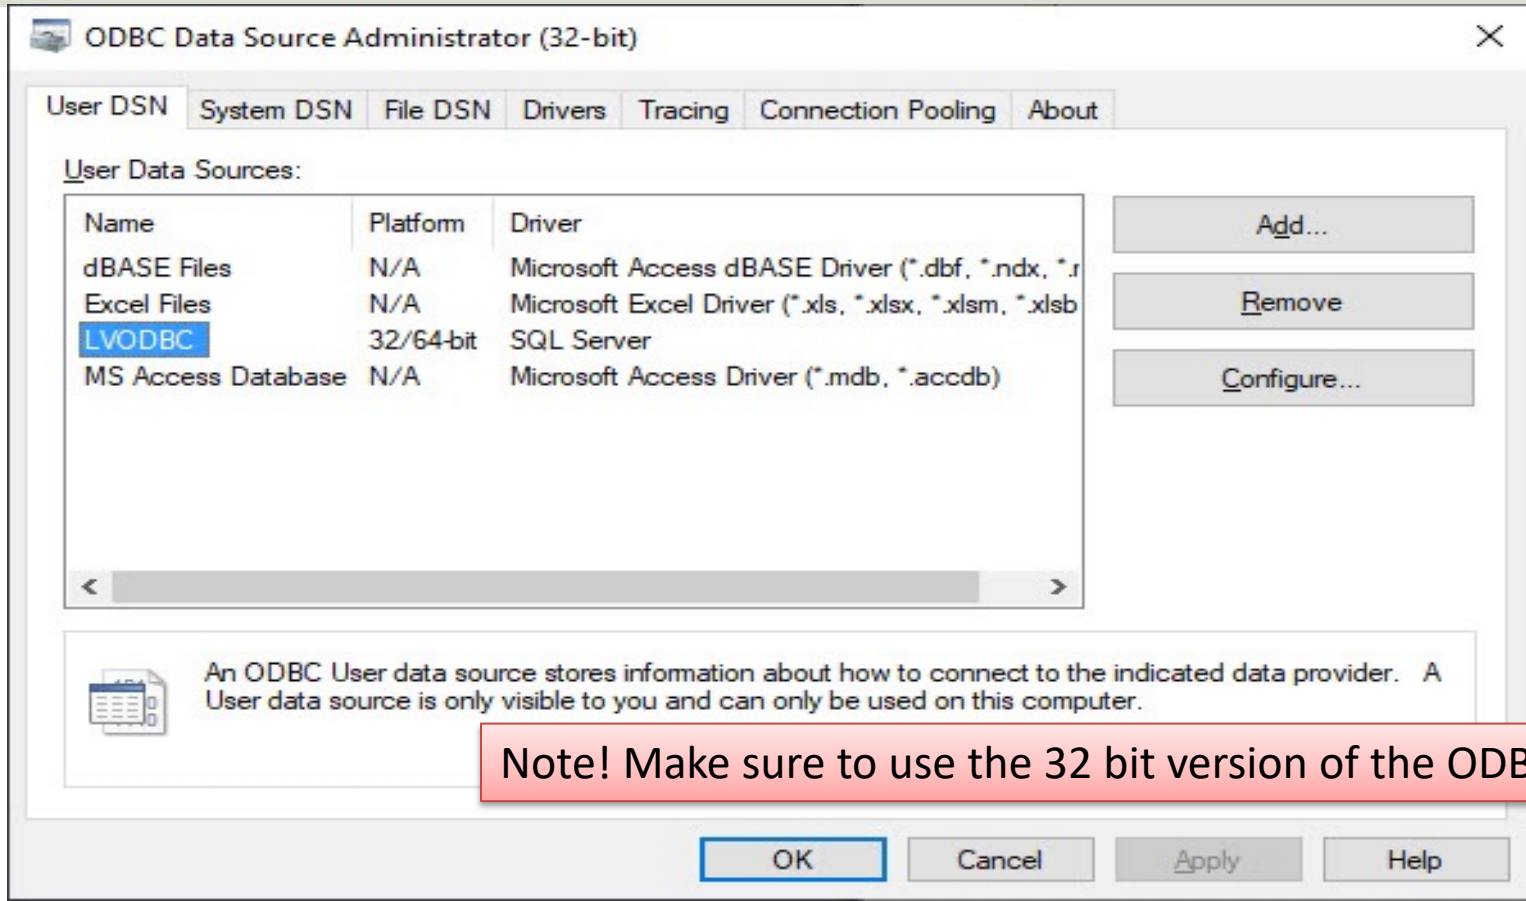 ODBC Data Source Administrator (32-bit)
User DSN System DSN File DSN Drivers Tracing Connection Pooling About
User Data Sources:
Name Platform Driver
dBASE Files N/A Microsoft Access dBASE Driver (*.dbf, *.ndx, *.
Excel Files N/A Microsoft Excel Driver (*.xls, *.xlsx, *.xlsm, *.xlsb
LVODBC 32/64-bit SQL Server
MS Access Database N/A Microsoft Access Driver (*.mdb, *.accdb)
Add...
Remove
Configure...
An ODBC User data source stores information about how to connect to the indicated data provider. A
User data source is only visible to you and can only be used on this computer.
Note! Make sure to use the 32 bit version of the
OK Cancel Apply Help